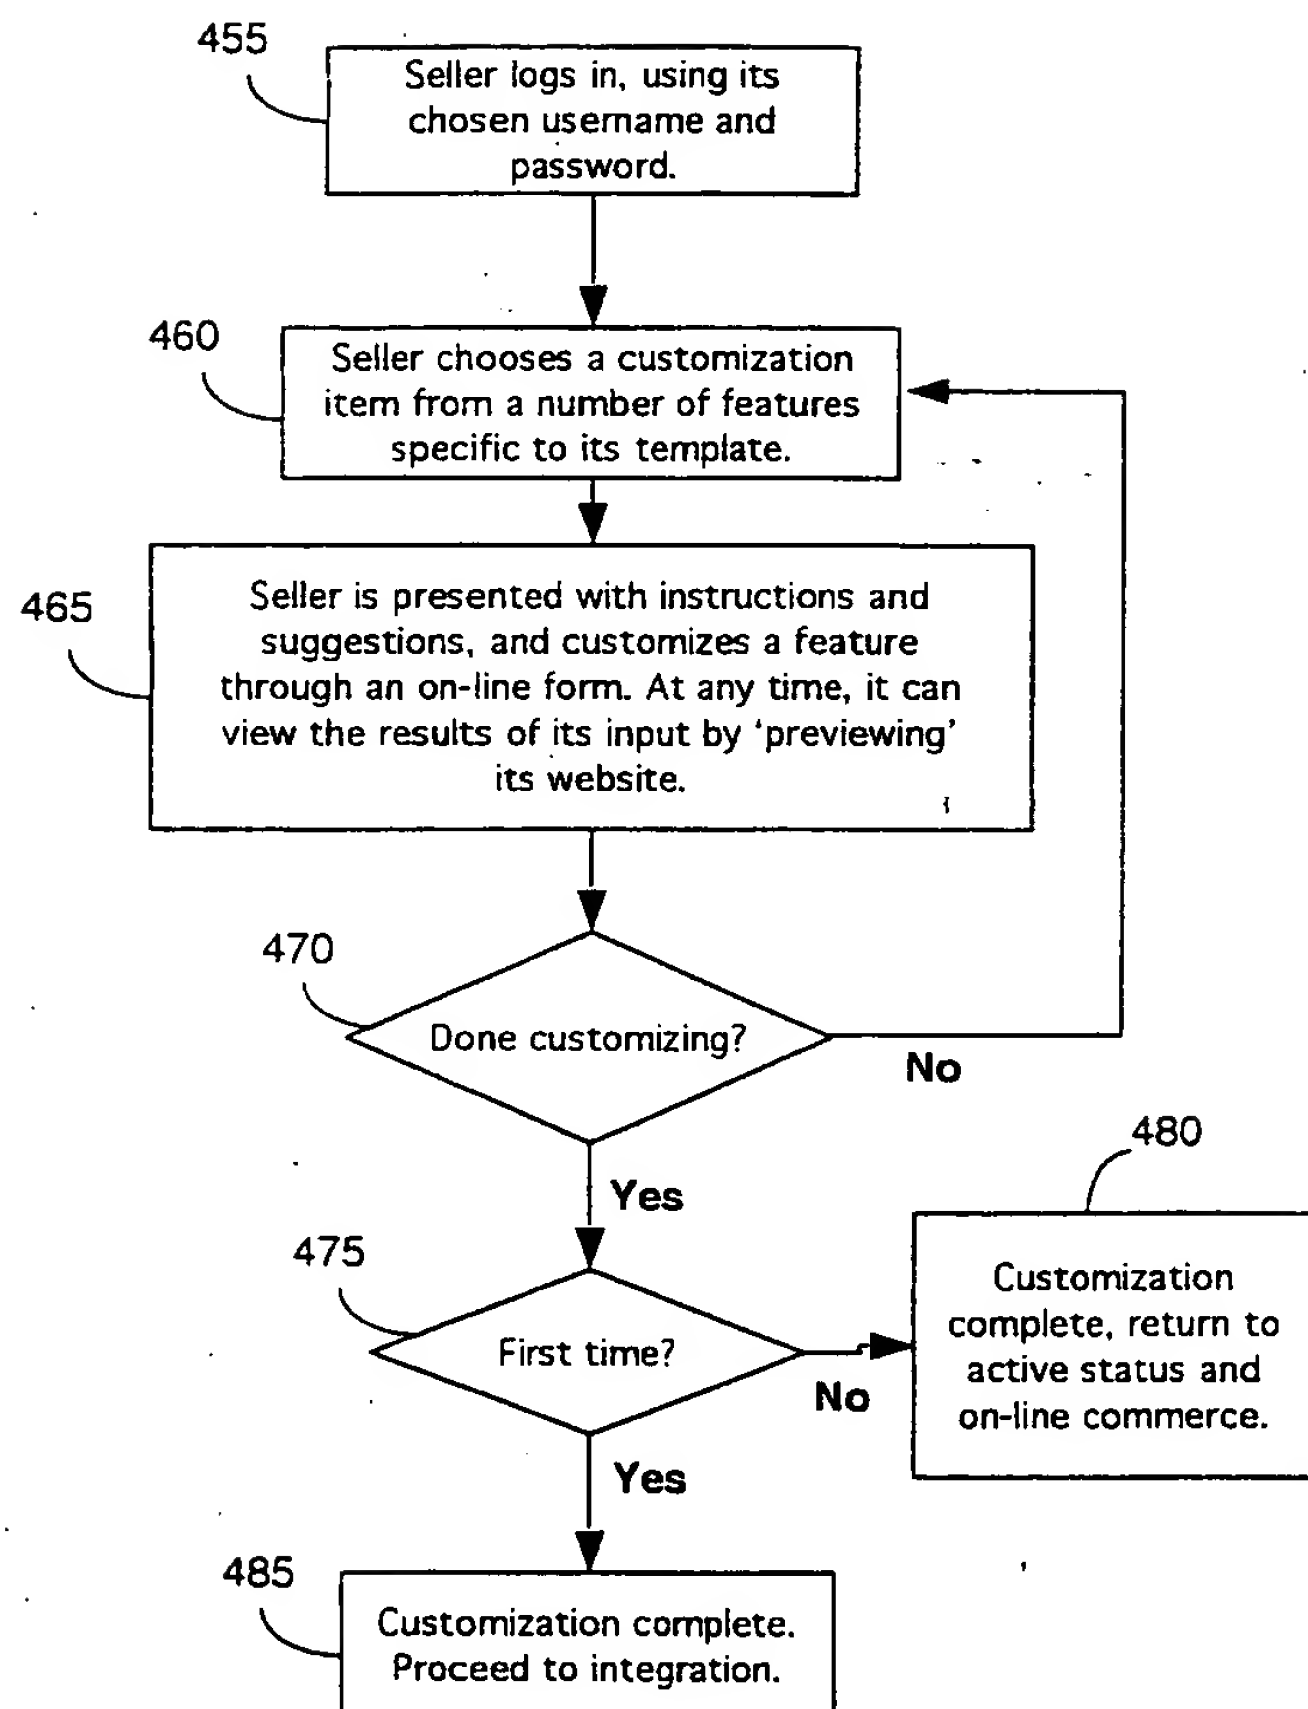 455
Seller logs in, using its
chosen username and
password.
460
Seller chooses a customization
item from a number of features
specific to its template.
465
Seller is presented with instructions and
suggestions, and customizes a feature
through an on-line form. At any time, it can
view the results of its input by ‘previewing’
its website.
470
Done customizing?
No
Yes
480
475
First time?
No
Customization
complete, return to
active status and
on-line commerce.
Yes
485
Customization complete.
Proceed to integration.